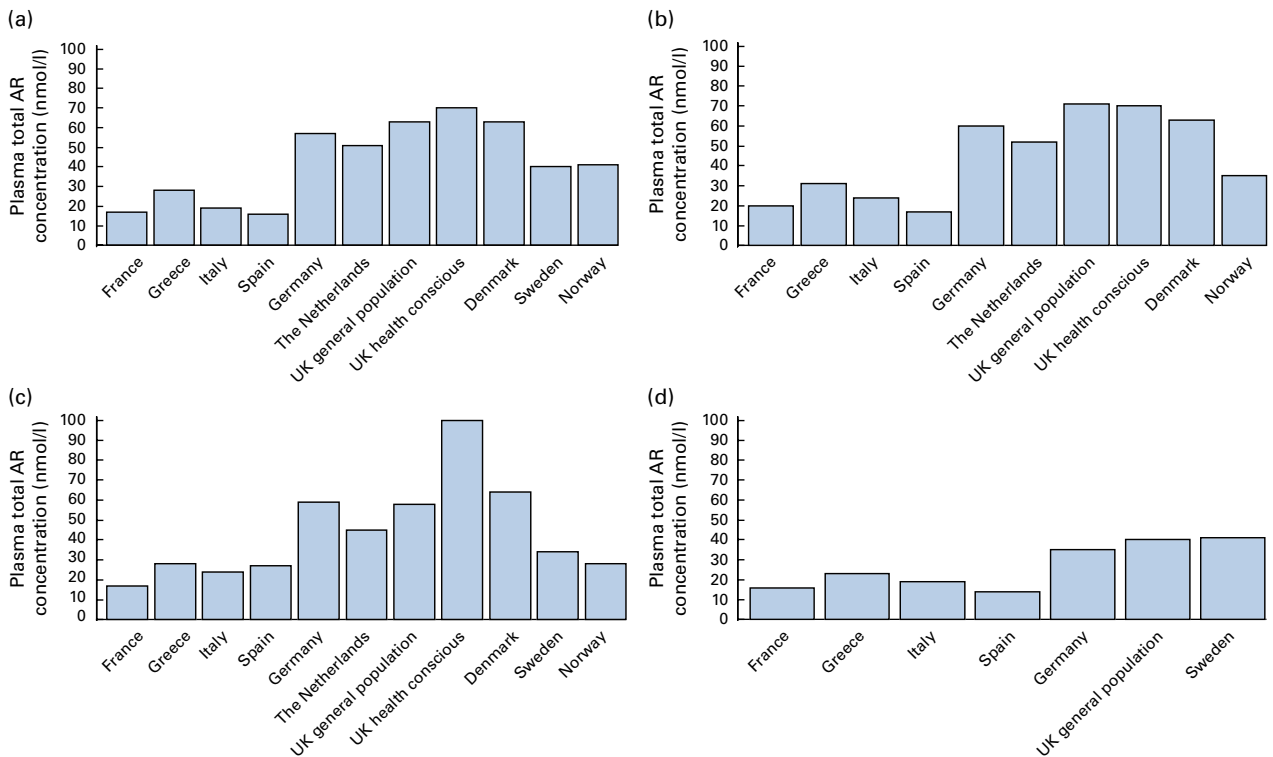 (a)
Plasma total AR
concentration (nmol/l)
100
90
80
70
60
50
40
30
20
10
0
France
Greece
Italy
Spain
Germany
The Netherlands
UK general population
UK health conscious
Denmark
Sweden
Norway
(b)
Plasma total AR
concentration (nmol/l)
100
90
80
70
60
50
40
30
20
10
0
France
Greece
Italy
Spain
Germany
The Netherlands
UK general population
UK health conscious
Denmark
Norway
(c)
Plasma total AR
concentration (nmol/l)
100
90
80
70
60
50
40
30
20
10
0
France
Greece
Italy
Spain
Germany
The Netherlands
UK general population
UK health conscious
Denmark
Sweden
Norway
(d)
Plasma total AR
concentration (nmol/l)
100
90
80
70
60
50
40
30
20
10
0
France
Greece
Italy
Spain
Germany
UK general population
Sweden